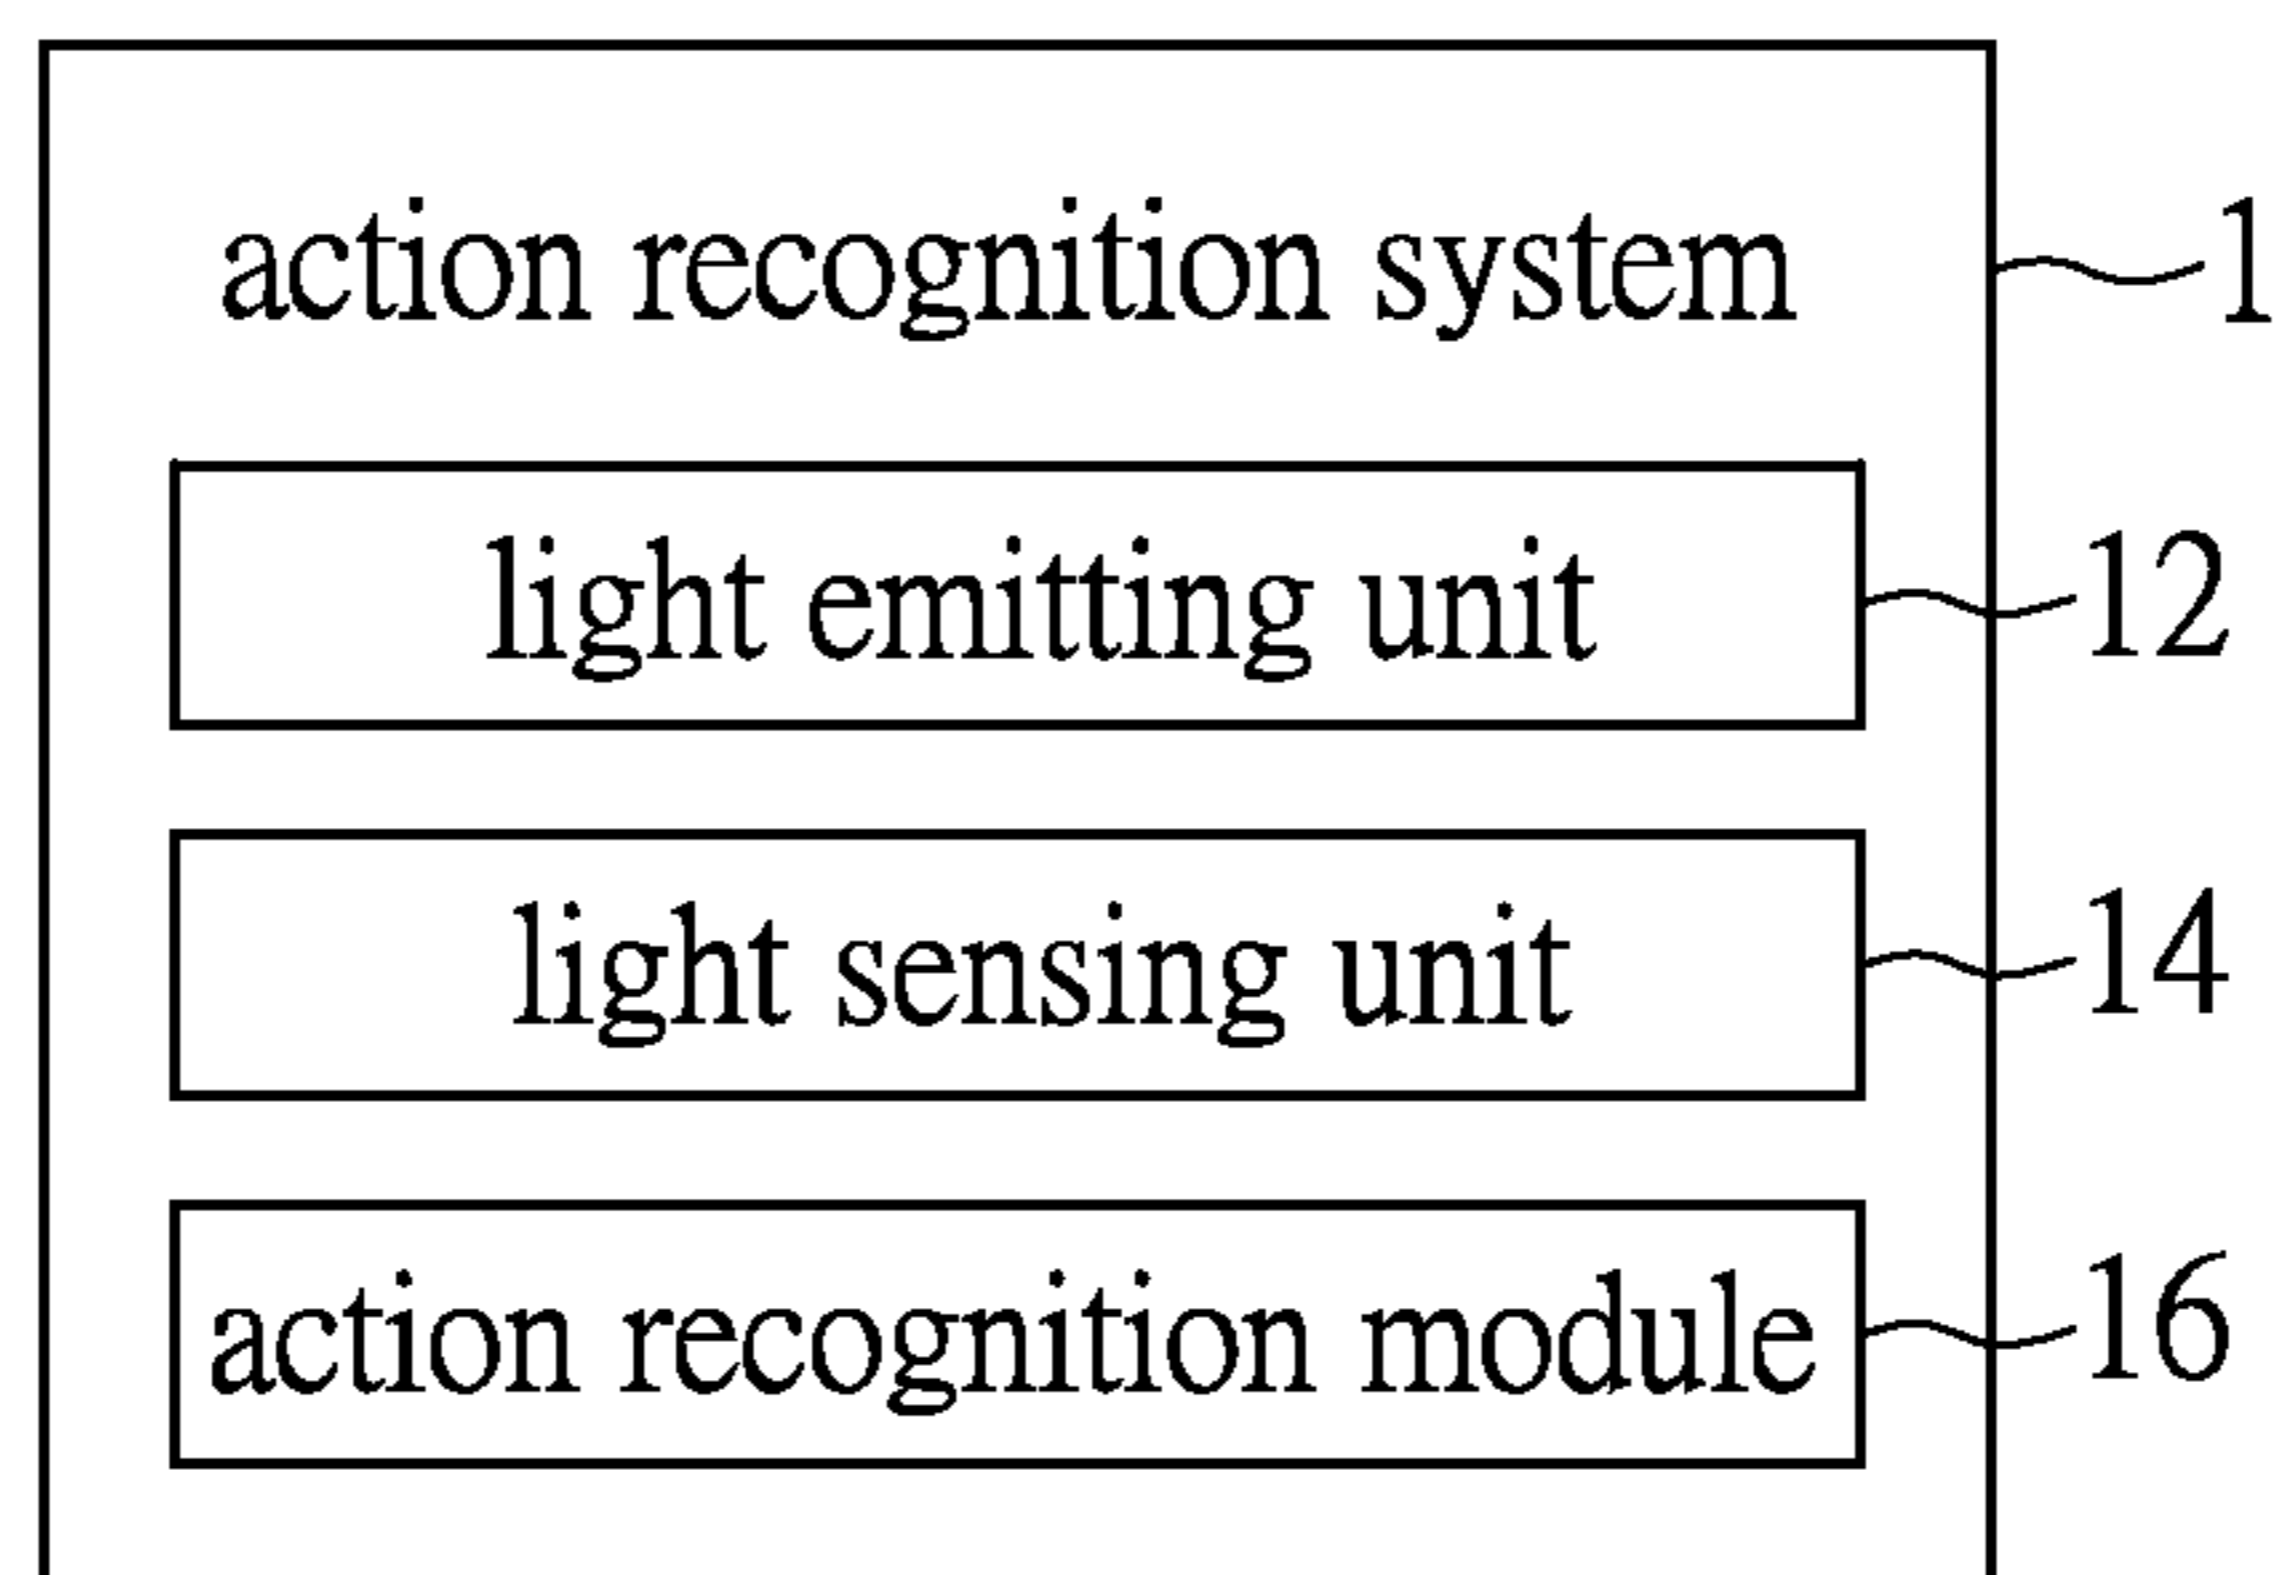 action recognition system 1
light emitting unit 12
light sensing unit 14
action recognition module 16